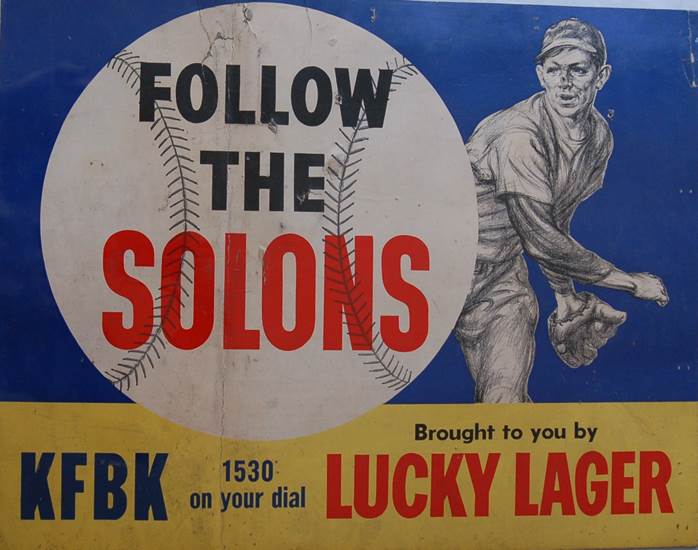 FOLLOW
THE
SOLONS
KFBK
1530
on your dial
Brought to you by
LUCKY LAGER